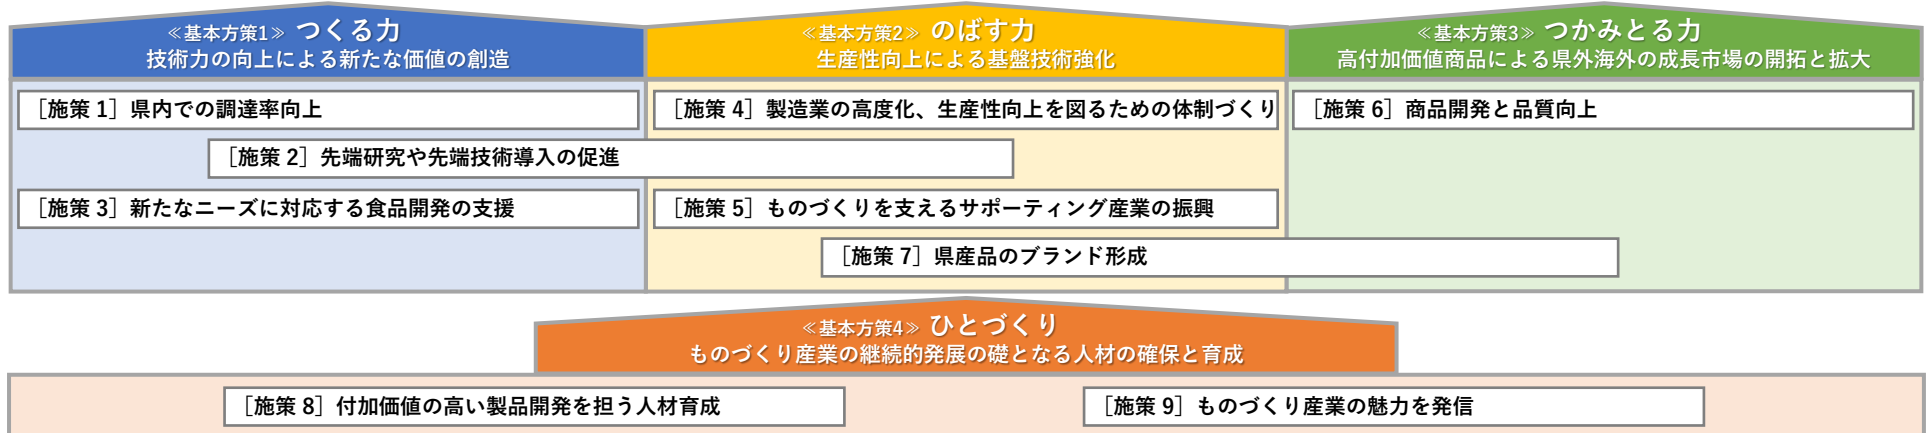 ≪基本方策1≫ つくる力
技術力の向上による新たな価値の創造
≪基本方策2≫ のばす力
生産性向上による基盤技術強化
≪基本方策3≫ つかみとる力
高付加価値商品による県外海外の成長市場の開拓と拡大
［施策 1］県内での調達率向上
［施策 4］製造業の高度化、生産性向上を図るための体制づくり
［施策 6］商品開発と品質向上
［施策 2］先端研究や先端技術導入の促進
［施策 3］新たなニーズに対応する食品開発の支援
［施策 5］ものづくりを支えるサポーティング産業の振興
［施策 7］県産品のブランド形成
≪基本方策4≫ ひとづくり
ものづくり産業の継続的発展の礎となる人材の確保と育成
［施策 8］付加価値の高い製品開発を担う人材育成
［施策 9］ものづくり産業の魅力を発信